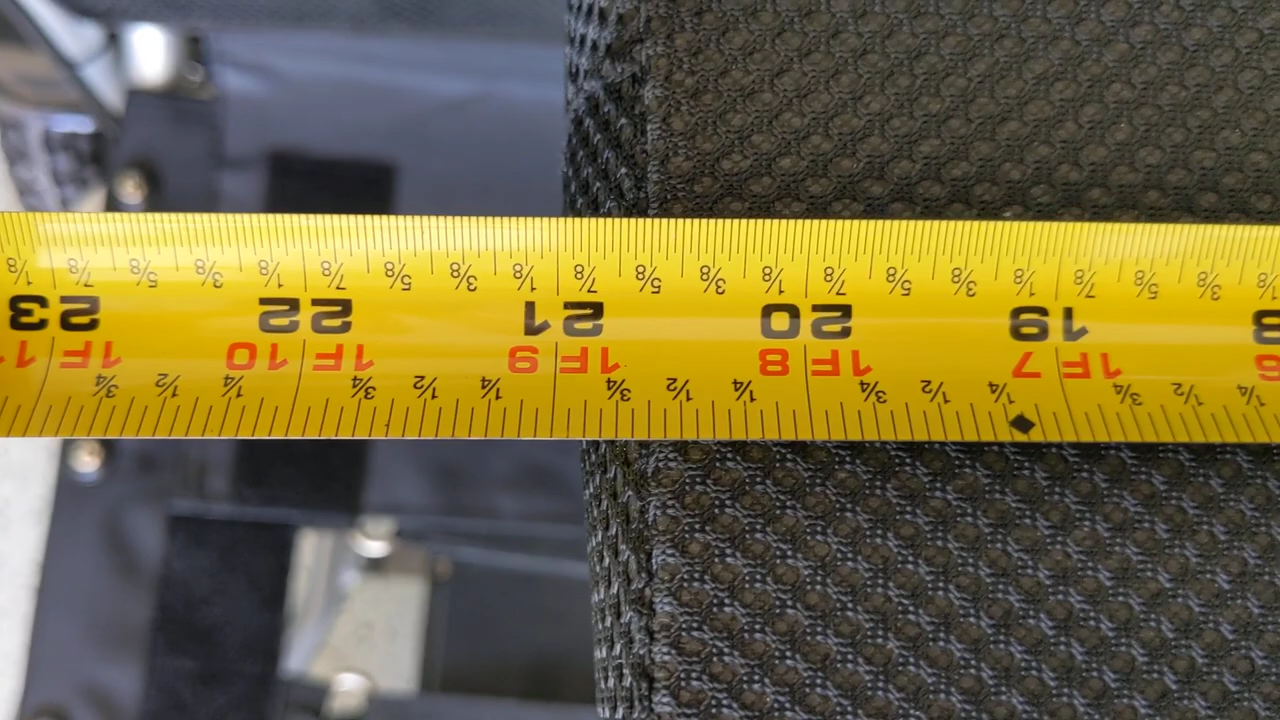 1/4 1/2 3/4 1/4 1/2 3/4 1/4 1/2 3/4 1/4 1/2 3/4 1/4 1/2 3/4
6 1F 7 1F 8 1F 9 1F 10 1F 1
8 19 20 21 22 23
1/8 3/8 5/8 7/8 1/8 3/8 5/8 7/8 1/8 3/8 5/8 7/8 1/8 3/8 5/8 7/8 1/8 3/8 5/8 7/8 1/8